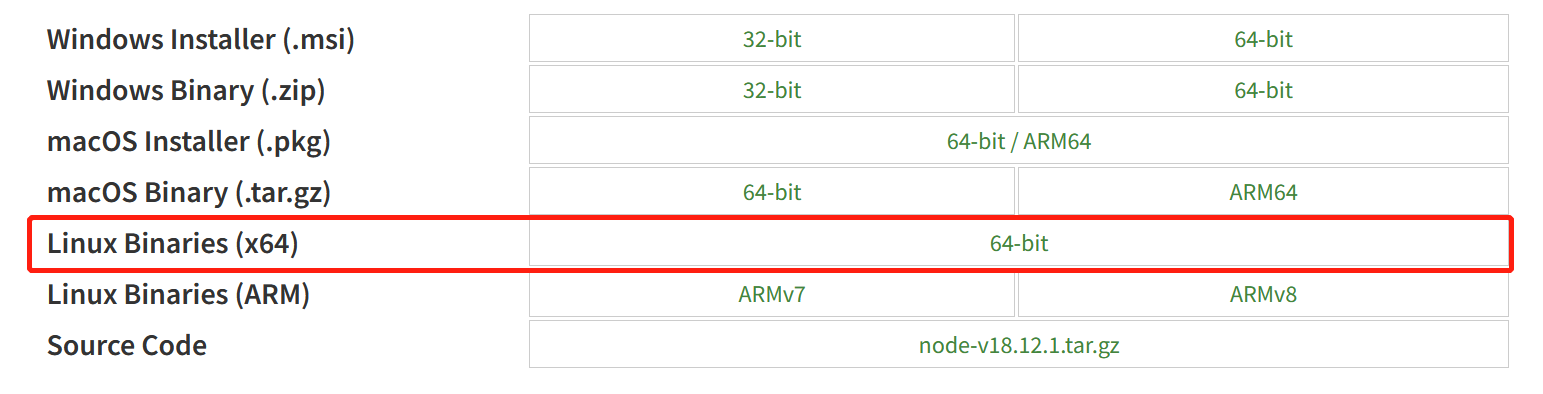 Windows Installer (.msi) 32-bit 64-bit
Windows Binary (.zip) 32-bit 64-bit
macOS Installer (.pkg) 64-bit / ARM64
macOS Binary (.tar.gz) 64-bit ARM64
Linux Binaries (x64) 64-bit
Linux Binaries (ARM) ARMv7 ARMv8
Source Code node-v18.12.1.tar.gz